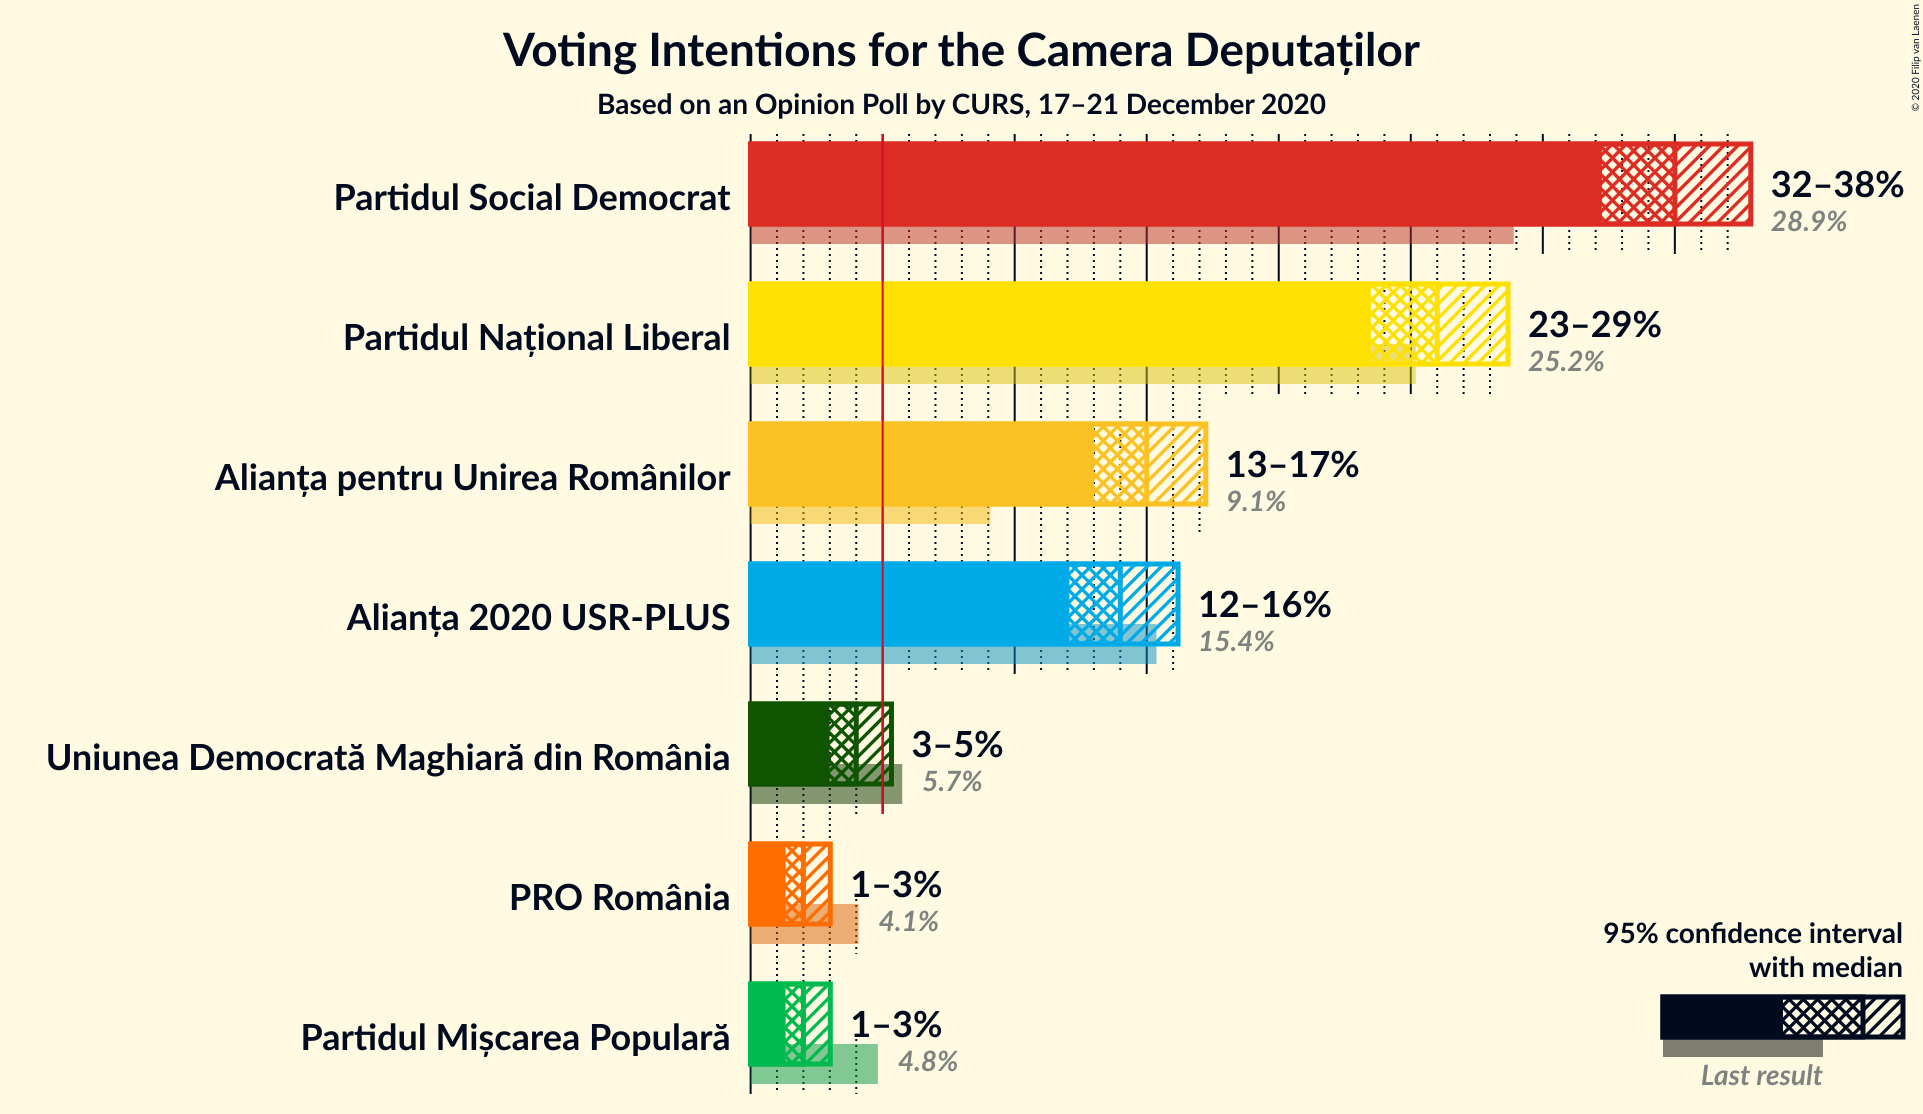 Voting Intentions for the Camera Deputaților
Based on an Opinion Poll by CURS, 17–21 December 2020
© 2020 Filip van Laenen
Partidul Social Democrat
32–38%
28.9%
Partidul Național Liberal
23–29%
25.2%
Alianța pentru Unirea Românilor
13–17%
9.1%
Alianța 2020 USR-PLUS
12–16%
15.4%
Uniunea Democrată Maghiară din România
3–5%
5.7%
PRO România
1–3%
4.1%
Partidul Mișcarea Populară
1–3%
4.8%
95% confidence interval
with median
Last result